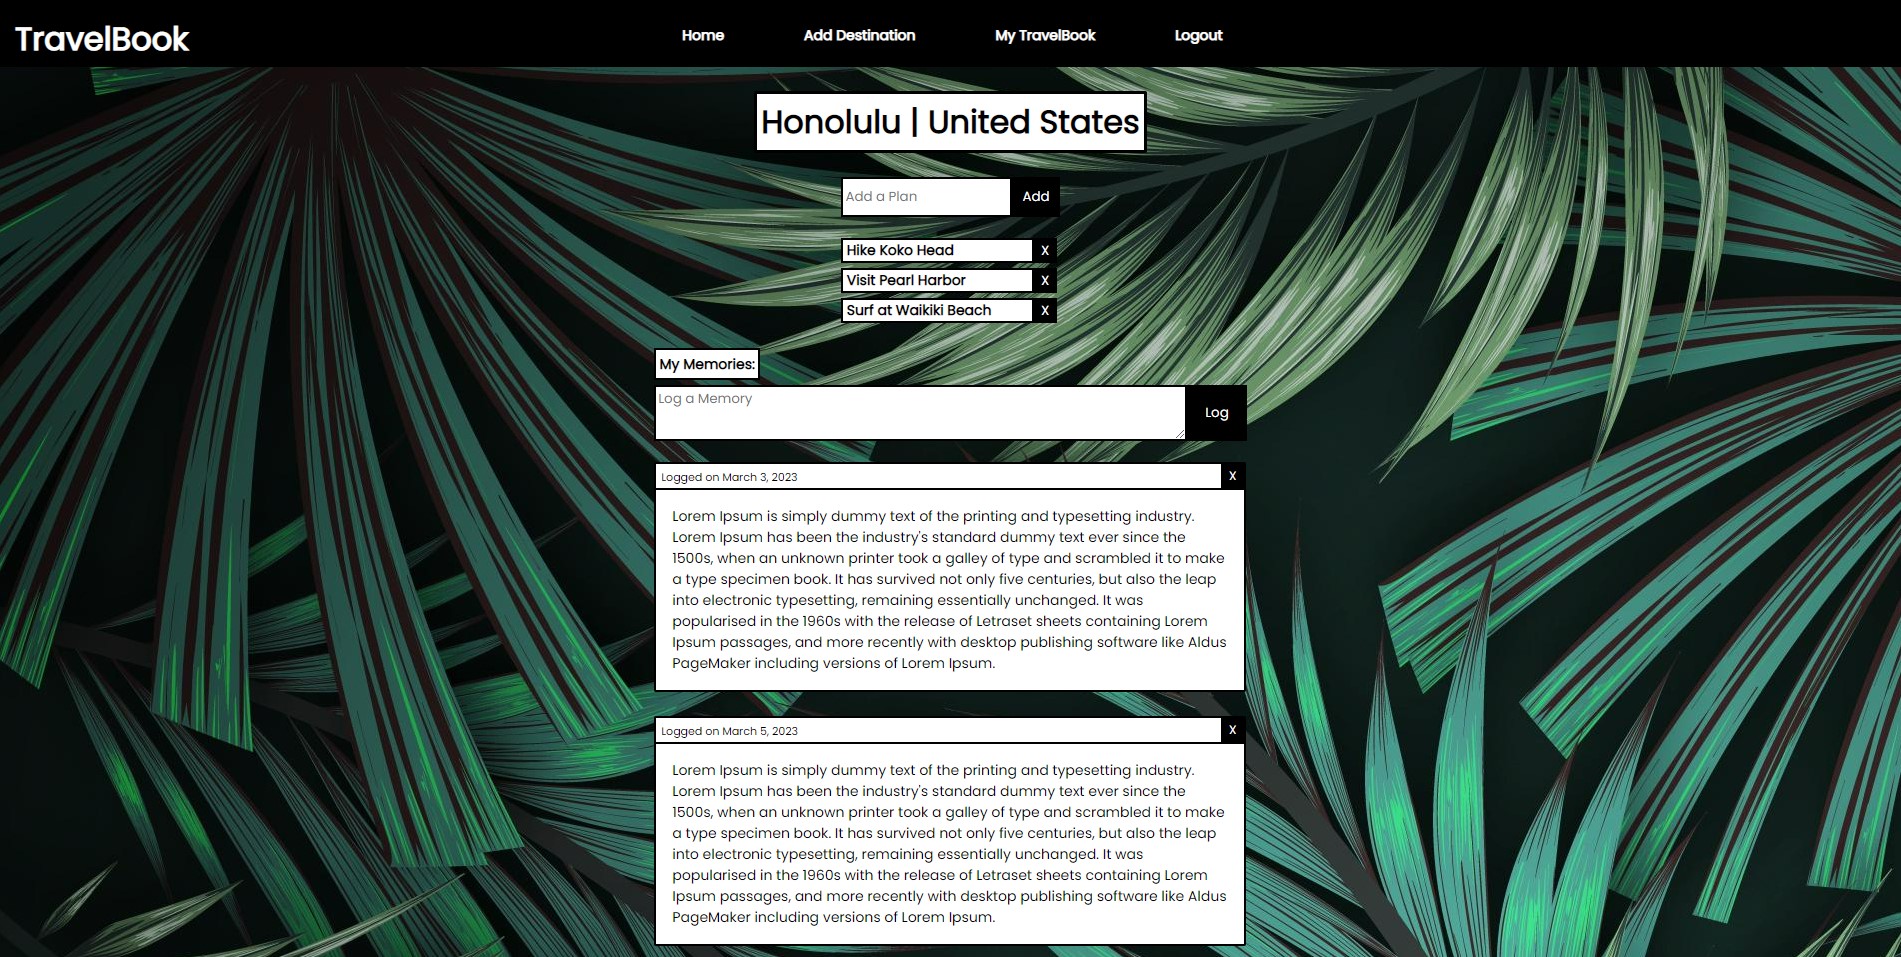 TravelBook
Home
Add Destination
My TravelBook
Logout
Honolulu | United States
Add a Plan
Add
Hike Koko Head
X
Visit Pearl Harbor
X
Surf at Waikiki Beach
X
My Memories:
Log a Memory
Log
Logged on March 3, 2023
X
Lorem Ipsum is simply dummy text of the printing and typesetting industry.
Lorem Ipsum has been the industry's standard dummy text ever since the
1500s, when an unknown printer took a galley of type and scrambled it to make
a type specimen book. It has survived not only five centuries, but also the leap
into electronic typesetting, remaining essentially unchanged. It was
popularised in the 1960s with the release of Letraset sheets containing Lorem
Ipsum passages, and more recently with desktop publishing software like Aldus
PageMaker including versions of Lorem Ipsum.
Logged on March 5, 2023
X
Lorem Ipsum is simply dummy text of the printing and typesetting industry.
Lorem Ipsum has been the industry's standard dummy text ever since the
1500s, when an unknown printer took a galley of type and scrambled it to make
a type specimen book. It has survived not only five centuries, but also the leap
into electronic typesetting, remaining essentially unchanged. It was
popularised in the 1960s with the release of Letraset sheets containing Lorem
Ipsum passages, and more recently with desktop publishing software like Aldus
PageMaker including versions of Lorem Ipsum.